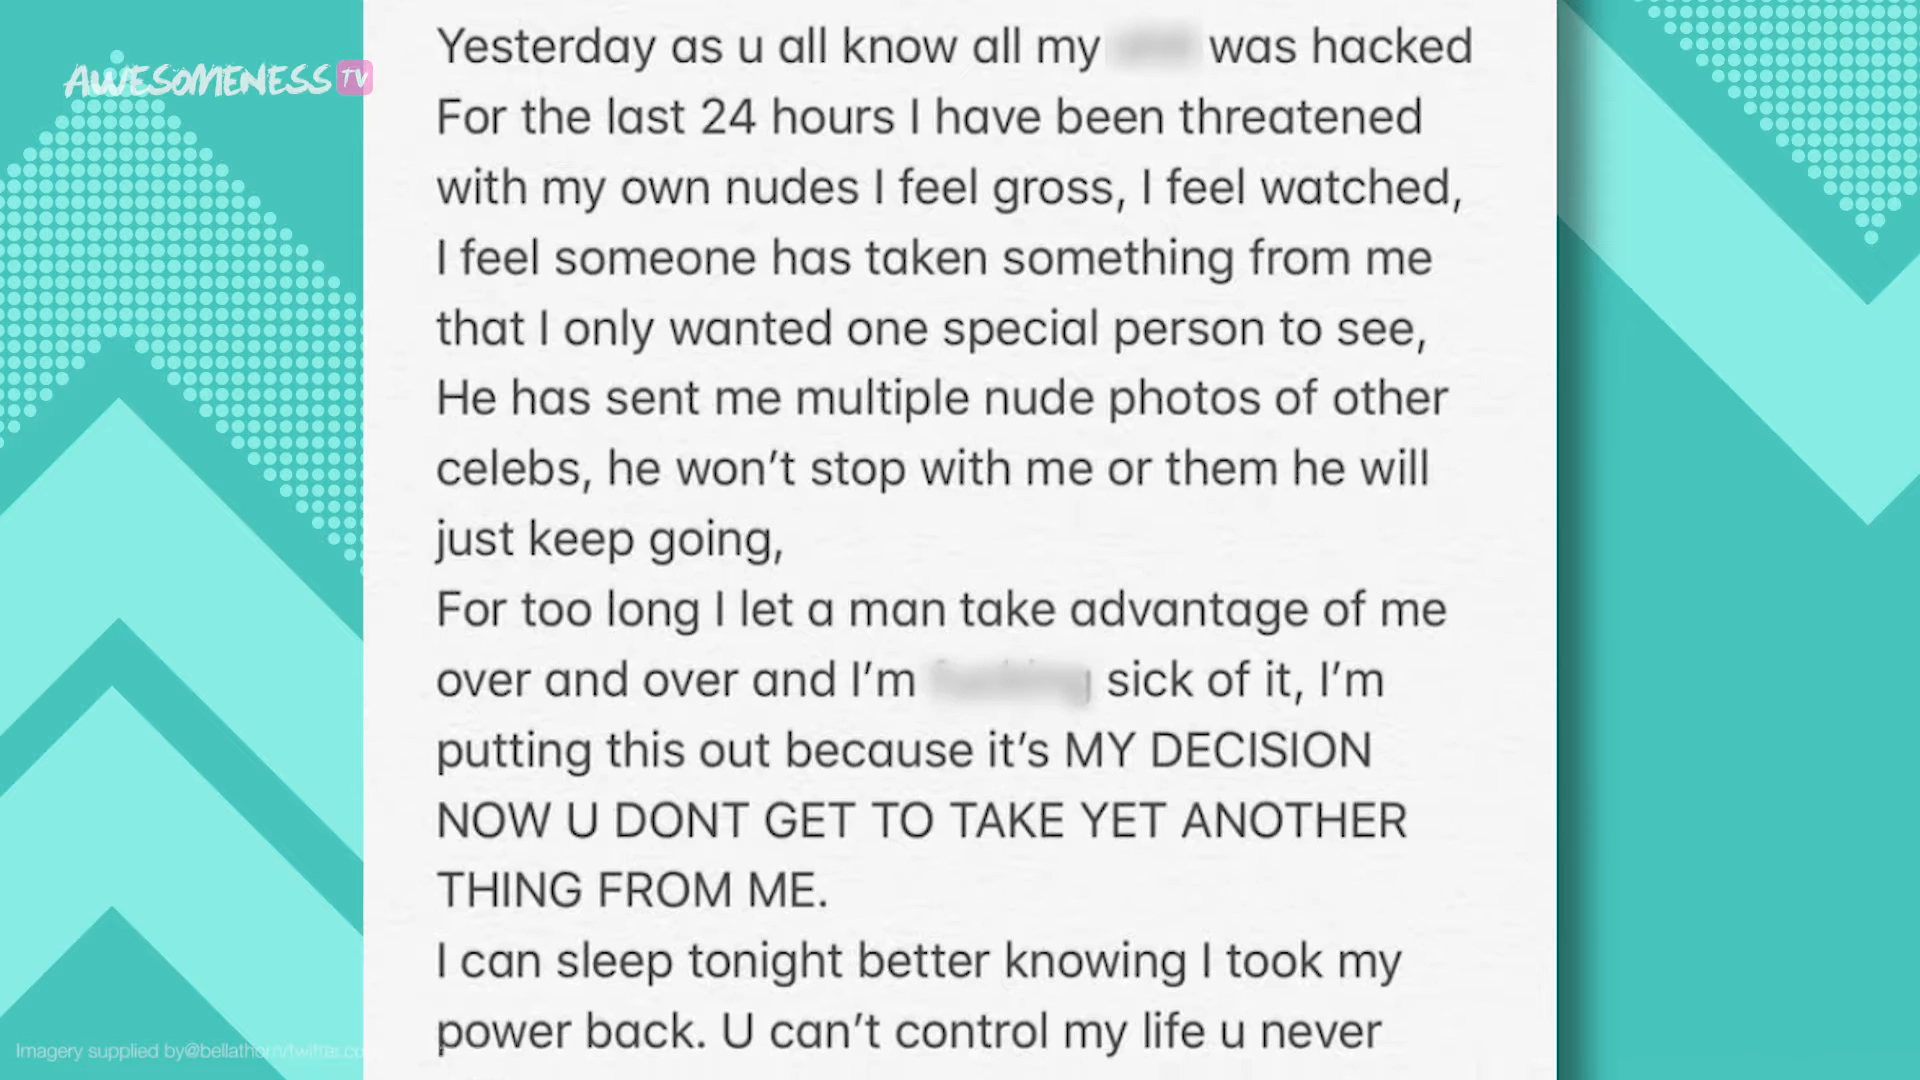 AWESOMENESS TV
Yesterday as u all know all my was hacked
For the last 24 hours I have been threatened
with my own nudes I feel gross, I feel watched,
I feel someone has taken something from me
that I only wanted one special person to see,
He has sent me multiple nude photos of other
celebs, he won't stop with me or them he will
just keep going,
For too long I let a man take advantage of me
over and over and I'm sick of it, I'm
putting this out because it's MY DECISION
NOW U DONT GET TO TAKE YET ANOTHER
THING FROM ME.
I can sleep tonight better knowing I took my
power back. U can't control my life u never
Imagery supplied by